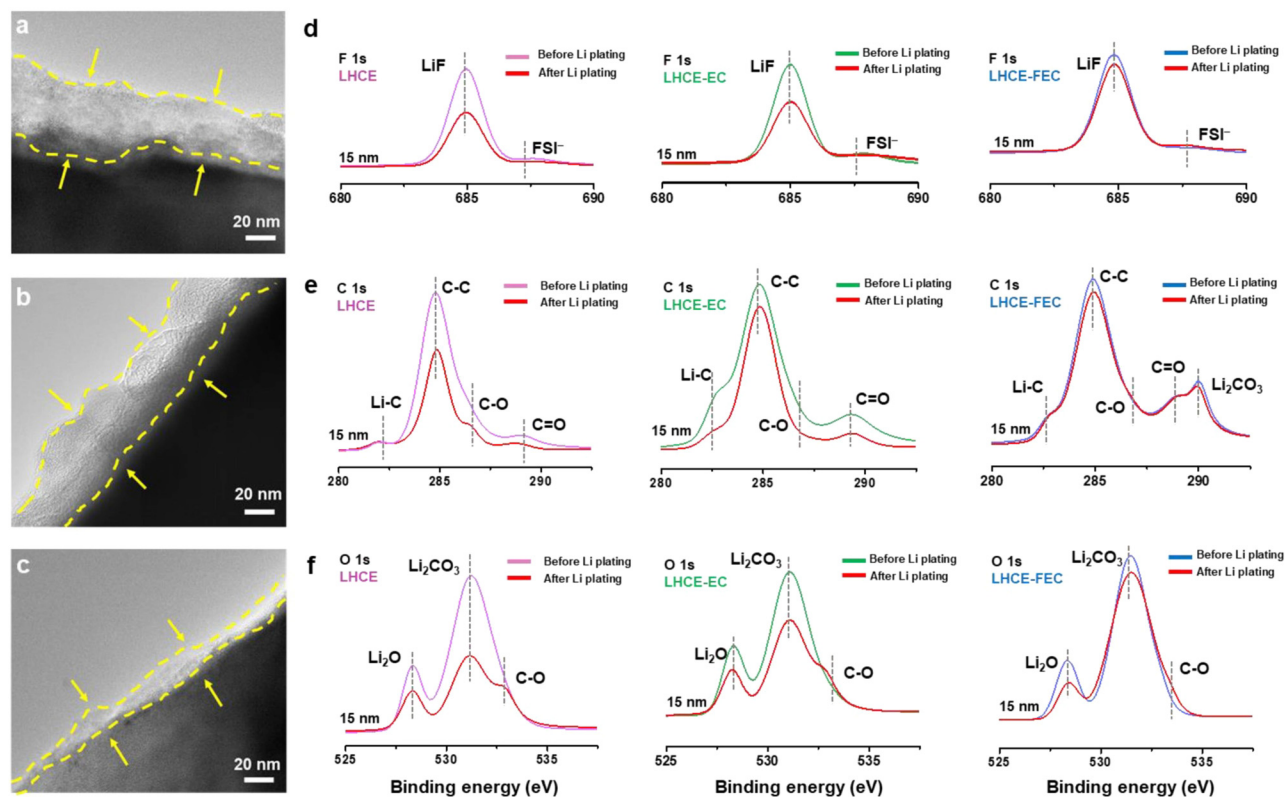 a
20 nm
b
20 nm
c
20 nm
d
F 1s
LHCE
LiF
Before Li plating
After Li plating
FSI⁻
15 nm
680
685
690
F 1s
LHCE-EC
LiF
Before Li plating
After Li plating
FSI⁻
15 nm
680
685
690
F 1s
LHCE-FEC
LiF
Before Li plating
After Li plating
FSI⁻
15 nm
680
685
690
e
C 1s
LHCE
C-C
Before Li plating
After Li plating
Li-C
C-O
C=O
15 nm
280
285
290
C 1s
LHCE-EC
C-C
Before Li plating
After Li plating
Li-C
C-O
C=O
15 nm
280
285
290
C 1s
LHCE-FEC
C-C
Before Li plating
After Li plating
Li-C
C-O
C=O
Li₂CO₃
15 nm
280
285
290
f
O 1s
LHCE
Li₂CO₃
Before Li plating
After Li plating
Li₂O
C-O
15 nm
525
530
535
Binding energy (eV)
O 1s
LHCE-EC
Li₂CO₃
Before Li plating
After Li plating
Li₂O
C-O
15 nm
525
530
535
Binding energy (eV)
O 1s
LHCE-FEC
Li₂CO₃
Before Li plating
After Li plating
Li₂O
C-O
15 nm
525
530
535
Binding energy (eV)